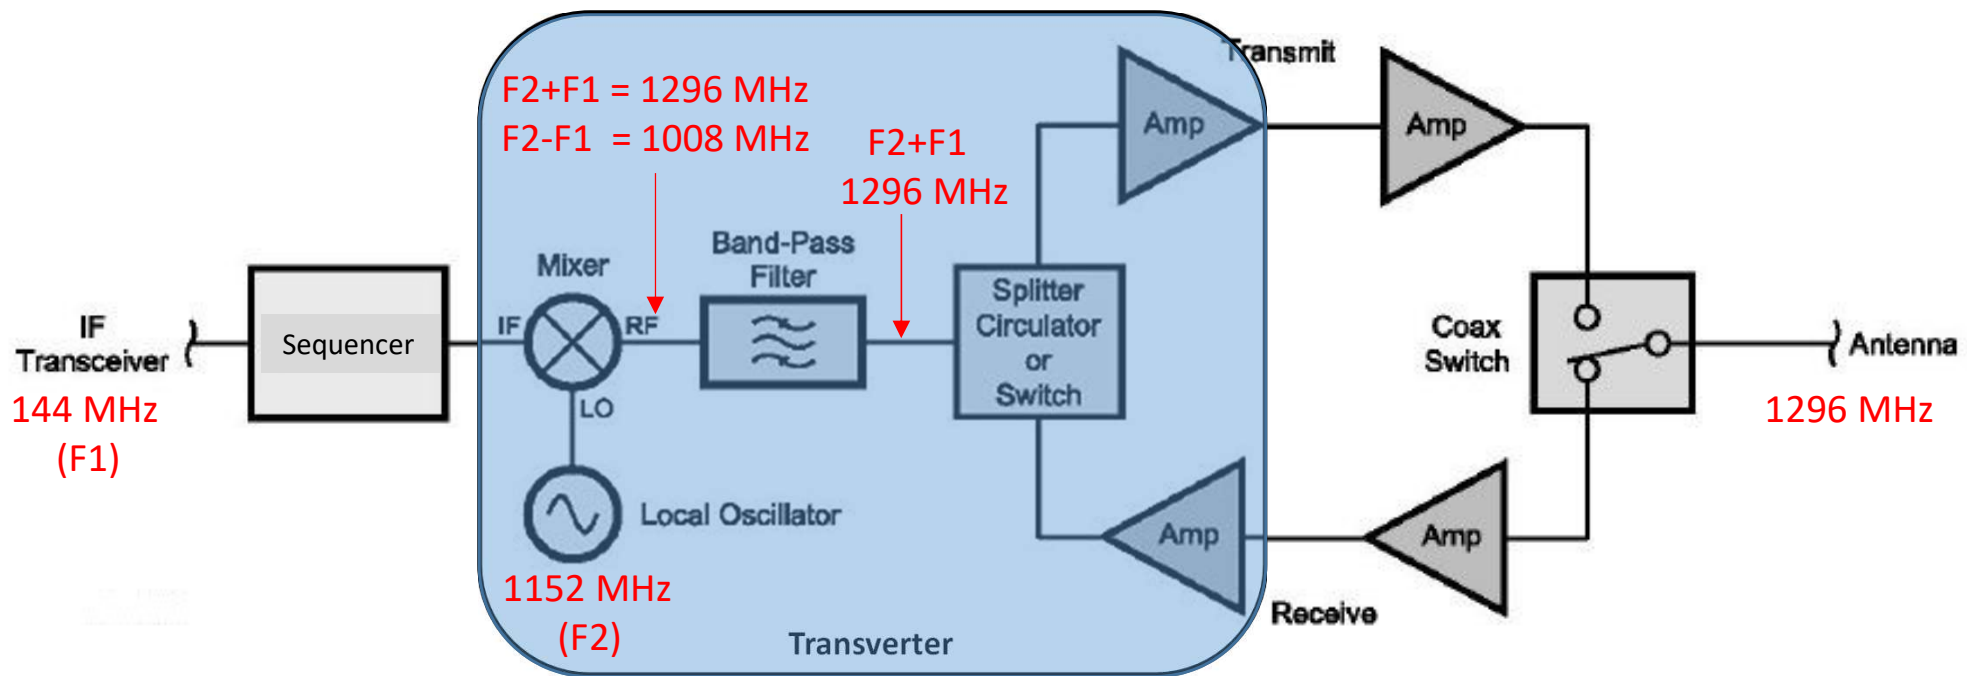 Transmit
F2+F1 = 1296 MHz
F2-F1 = 1008 MHz
F2+F1
1296 MHz
Amp
Amp
Band-Pass
Filter
Mixer
Splitter
Circulator
or
Switch
IF
Transceiver
144 MHz
(F1)
Sequencer
IF
RF
LO
Coax
Switch
Antenna
1296 MHz
Local Oscillator
1152 MHz
(F2)
Amp
Amp
Receive
Transverter